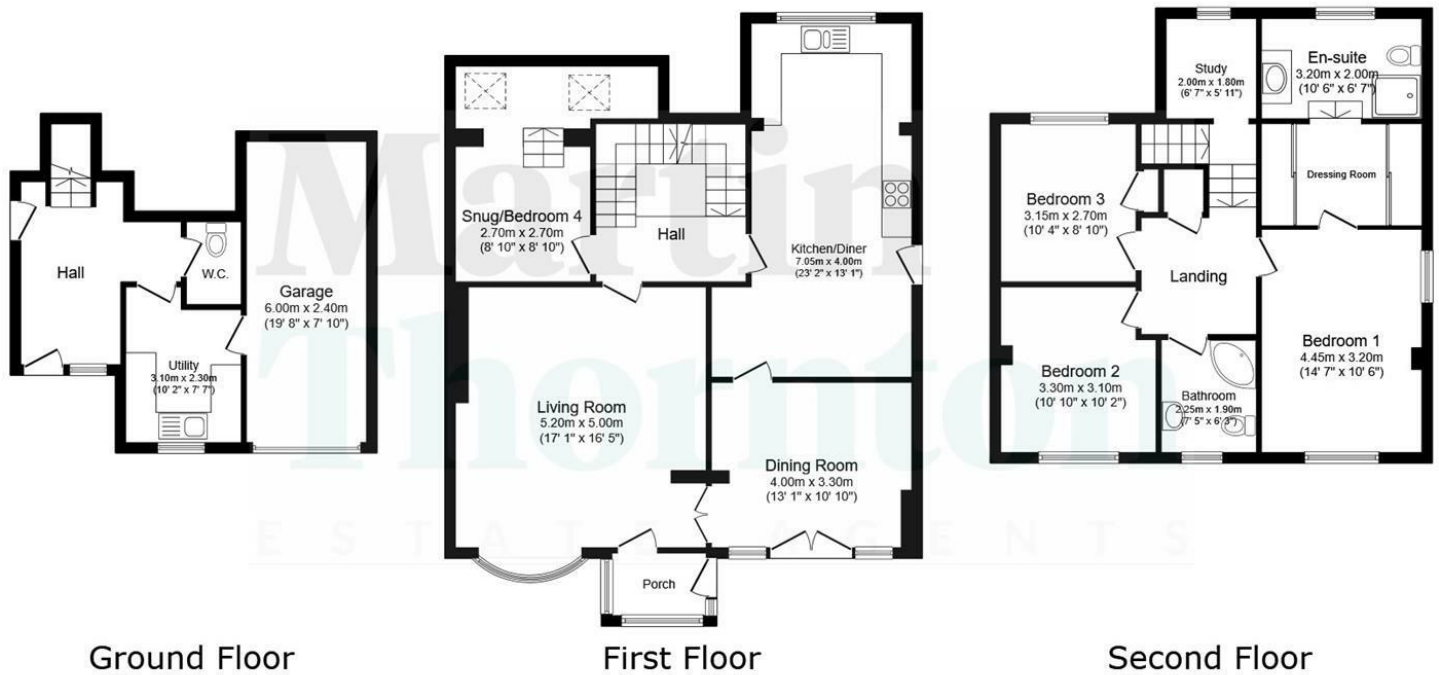 Hall
W.C.
Garage
6.00m x 2.40m
(19' 8" x 7' 10")
Utility
3.10m x 2.30m
(10' 2" x 7' 7")
Ground Floor
Snug/Bedroom 4
2.70m x 2.70m
(8' 10" x 8' 10")
Hall
Kitchen/Diner
7.05m x 4.00m
(23' 2" x 13' 1")
Living Room
5.20m x 5.00m
(17' 1" x 16' 5")
Dining Room
4.00m x 3.30m
(13' 1" x 10' 10")
Porch
First Floor
Study
2.00m x 1.80m
(6' 7" x 5' 11")
En-suite
3.20m x 2.00m
(10' 6" x 6' 7")
Dressing Room
Bedroom 3
3.15m x 2.70m
(10' 4" x 8' 10")
Landing
Bedroom 1
4.45m x 3.20m
(14' 7" x 10' 6")
Bedroom 2
3.30m x 3.10m
(10' 10" x 10' 2")
Bathroom
2.25m x 1.90m
(7' 5" x 6' 3")
Second Floor
Martin
Thornton
ESTATE AGENTS